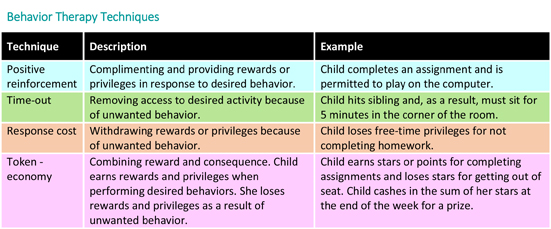 Behavior Therapy Techniques
Technique Description Example
Positive reinforcement Complimenting and providing rewards or privileges in response to desired behavior. Child completes an assignment and is permitted to play on the computer.
Time-out Removing access to desired activity because of unwanted behavior. Child hits sibling and, as a result, must sit for 5 minutes in the corner of the room.
Response cost Withdrawing rewards or privileges because of unwanted behavior. Child loses free-time privileges for not completing homework.
Token - economy Combining reward and consequence. Child earns rewards and privileges when performing desired behaviors. She loses rewards and privileges as a result of unwanted behavior. Child earns stars or points for completing assignments and loses stars for getting out of seat. Child cashes in the sum of her stars at the end of the week for a prize.